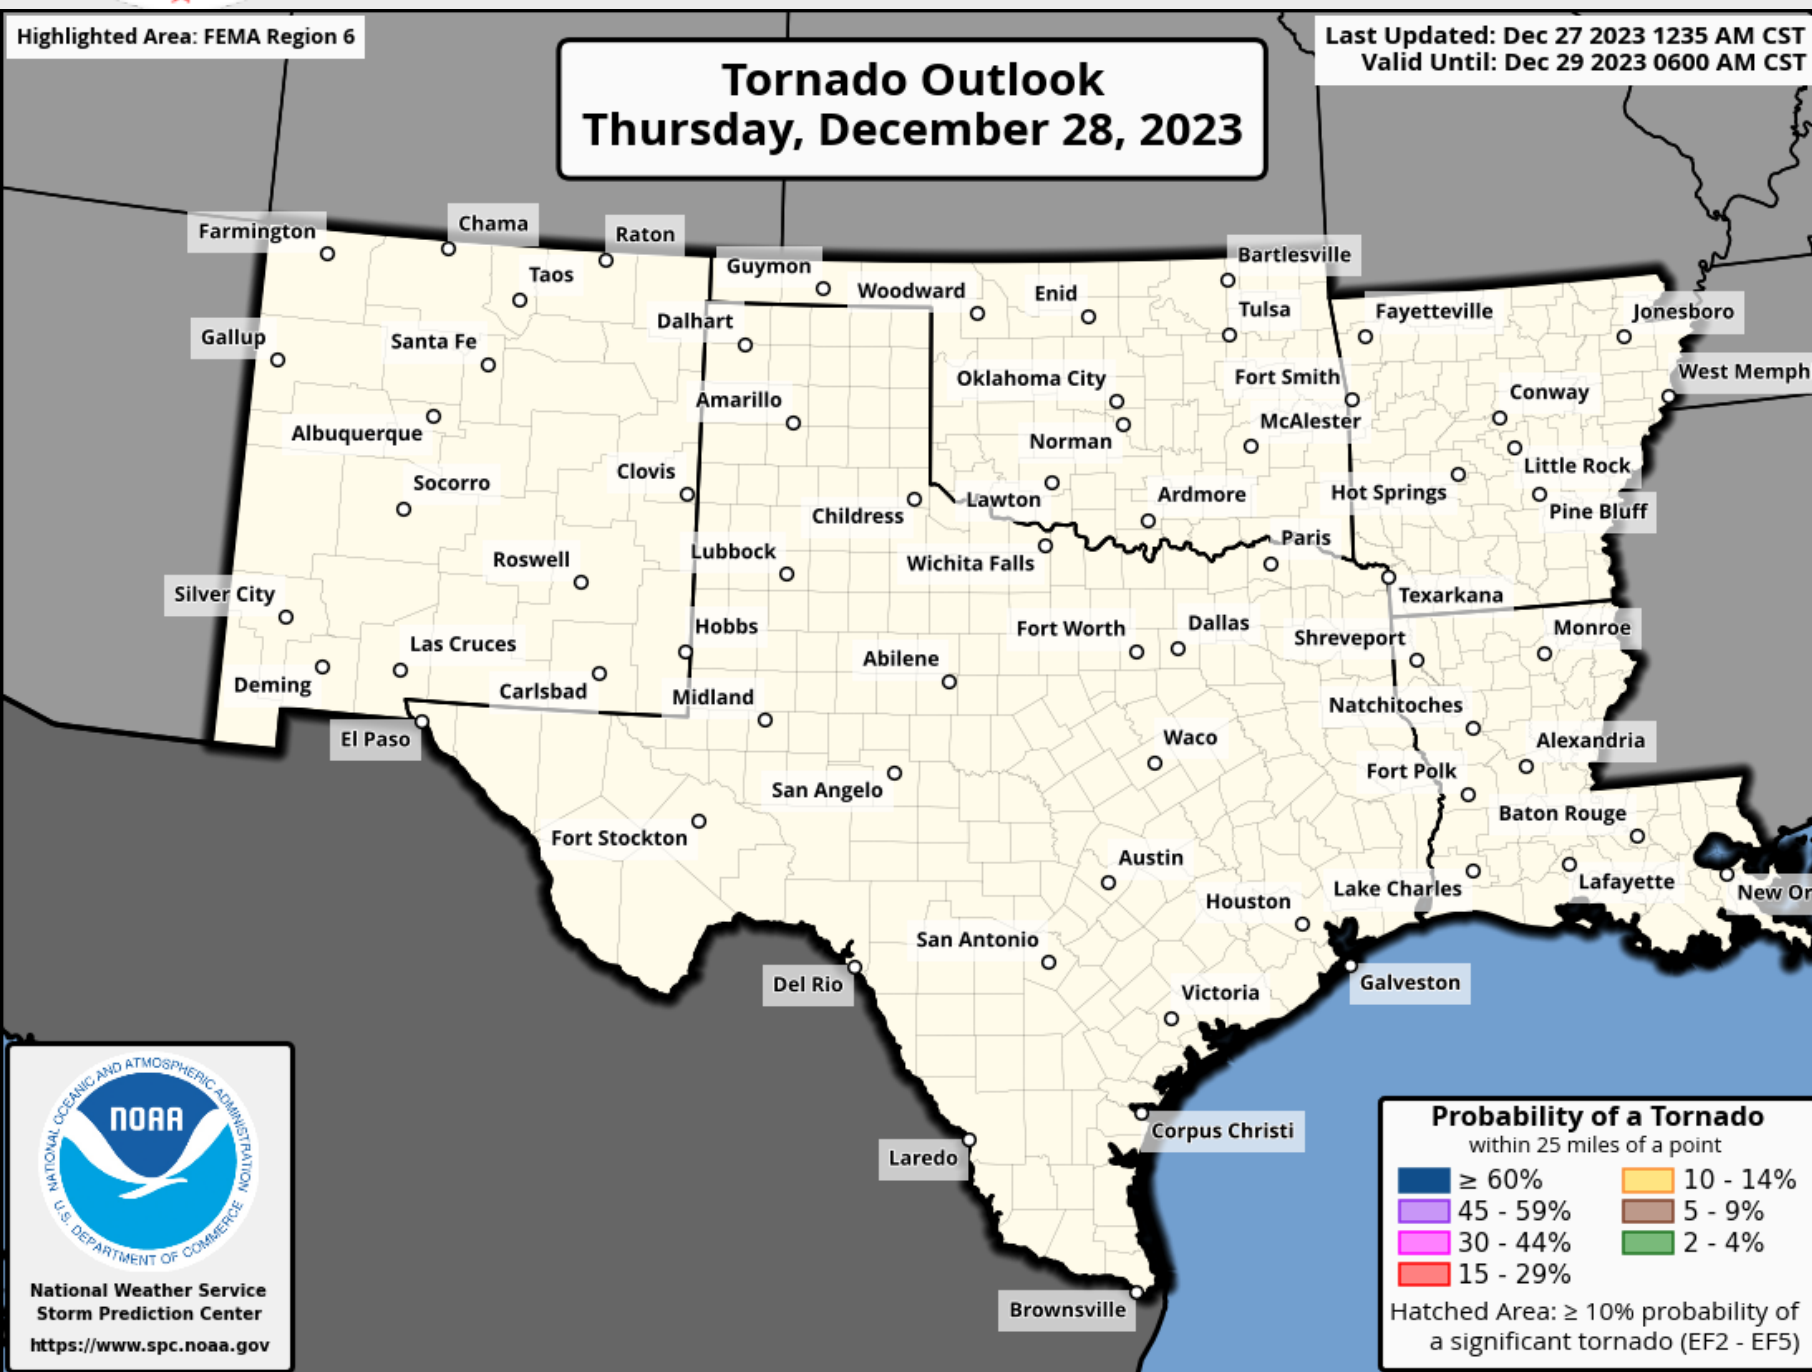 Highlighted Area: FEMA Region 6
Tornado Outlook
Thursday, December 28, 2023
Last Updated: Dec 27 2023 1235 AM CST
Valid Until: Dec 29 2023 0600 AM CST
Farmington
Chama
Raton
Taos
Guymon
Woodward
Enid
Bartlesville
Tulsa
Fayetteville
Jonesboro
Gallup
Santa Fe
Dalhart
Oklahoma City
Fort Smith
West Memph
Conway
Amarillo
Albuquerque
Norman
McAlester
Little Rock
Socorro
Clovis
Childress
Lawton
Ardmore
Hot Springs
Pine Bluff
Roswell
Lubbock
Wichita Falls
Paris
Texarkana
Silver City
Las Cruces
Hobbs
Abilene
Fort Worth
Dallas
Shreveport
Monroe
Deming
Carlsbad
Midland
Natchitoches
El Paso
Waco
Alexandria
San Angelo
Fort Polk
Fort Stockton
Baton Rouge
Austin
Houston
Lake Charles
Lafayette
New Or
San Antonio
Del Rio
Victoria
Galveston
Corpus Christi
Laredo
Brownsville
NATIONAL OCEANIC AND ATMOSPHERIC ADMINISTRATION
NOAA
U.S. DEPARTMENT OF COMMERCE
National Weather Service
Storm Prediction Center
https://www.spc.noaa.gov
Probability of a Tornado
within 25 miles of a point
≥ 60%
45 - 59%
30 - 44%
15 - 29%
10 - 14%
5 - 9%
2 - 4%
Hatched Area: ≥ 10% probability of
a significant tornado (EF2 - EF5)